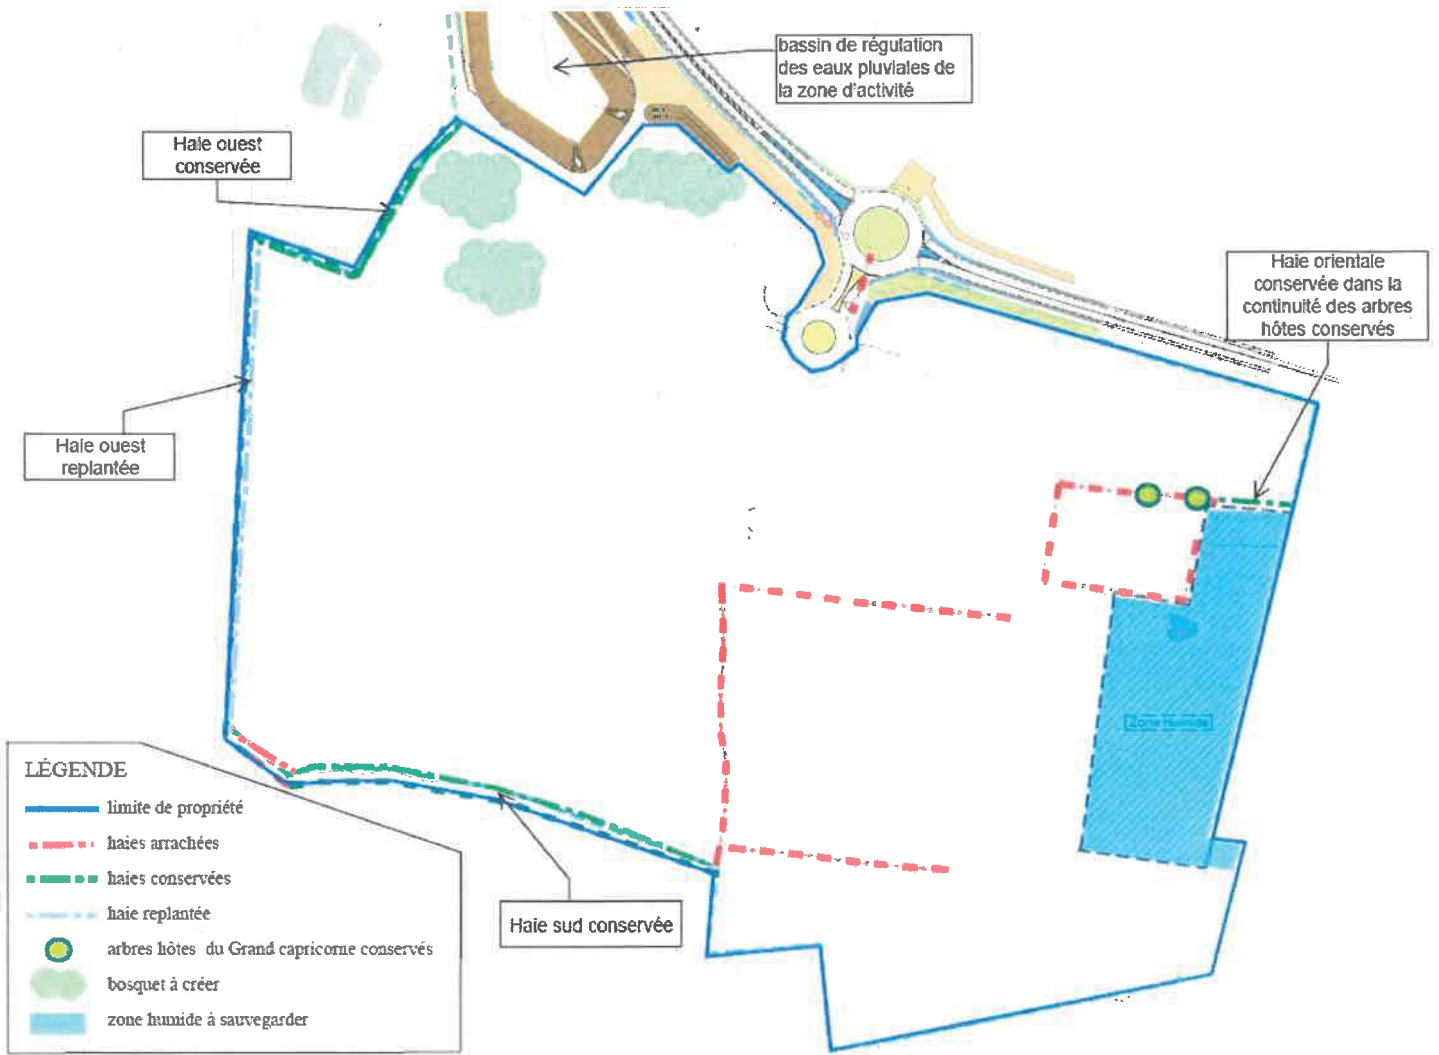 bassin de régulation
des eaux pluviales de
la zone d'activité
Haie ouest
conservée
Haie orientale
conservée dans la
continuité des arbres
hôtes conservés
Haie ouest
replantée
Zone Humide
LÉGENDE
limite de propriété
haies arrachées
haies conservées
haie replantée
arbres hôtes du Grand capricorne conservés
bosquet à créer
zone humide à sauvegarder
Haie sud conservée